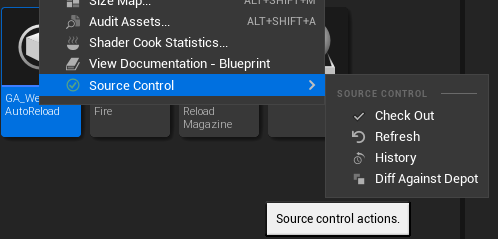 Size Map... ALT+SHIFT+M
Audit Assets... ALT+SHIFT+A
Shader Cook Statistics...
View Documentation - Blueprint
Source Control
GA_We
AutoReload
Fire
Reload
Magazine
SOURCE CONTROL
Check Out
Refresh
History
Diff Against Depot
Source control actions.